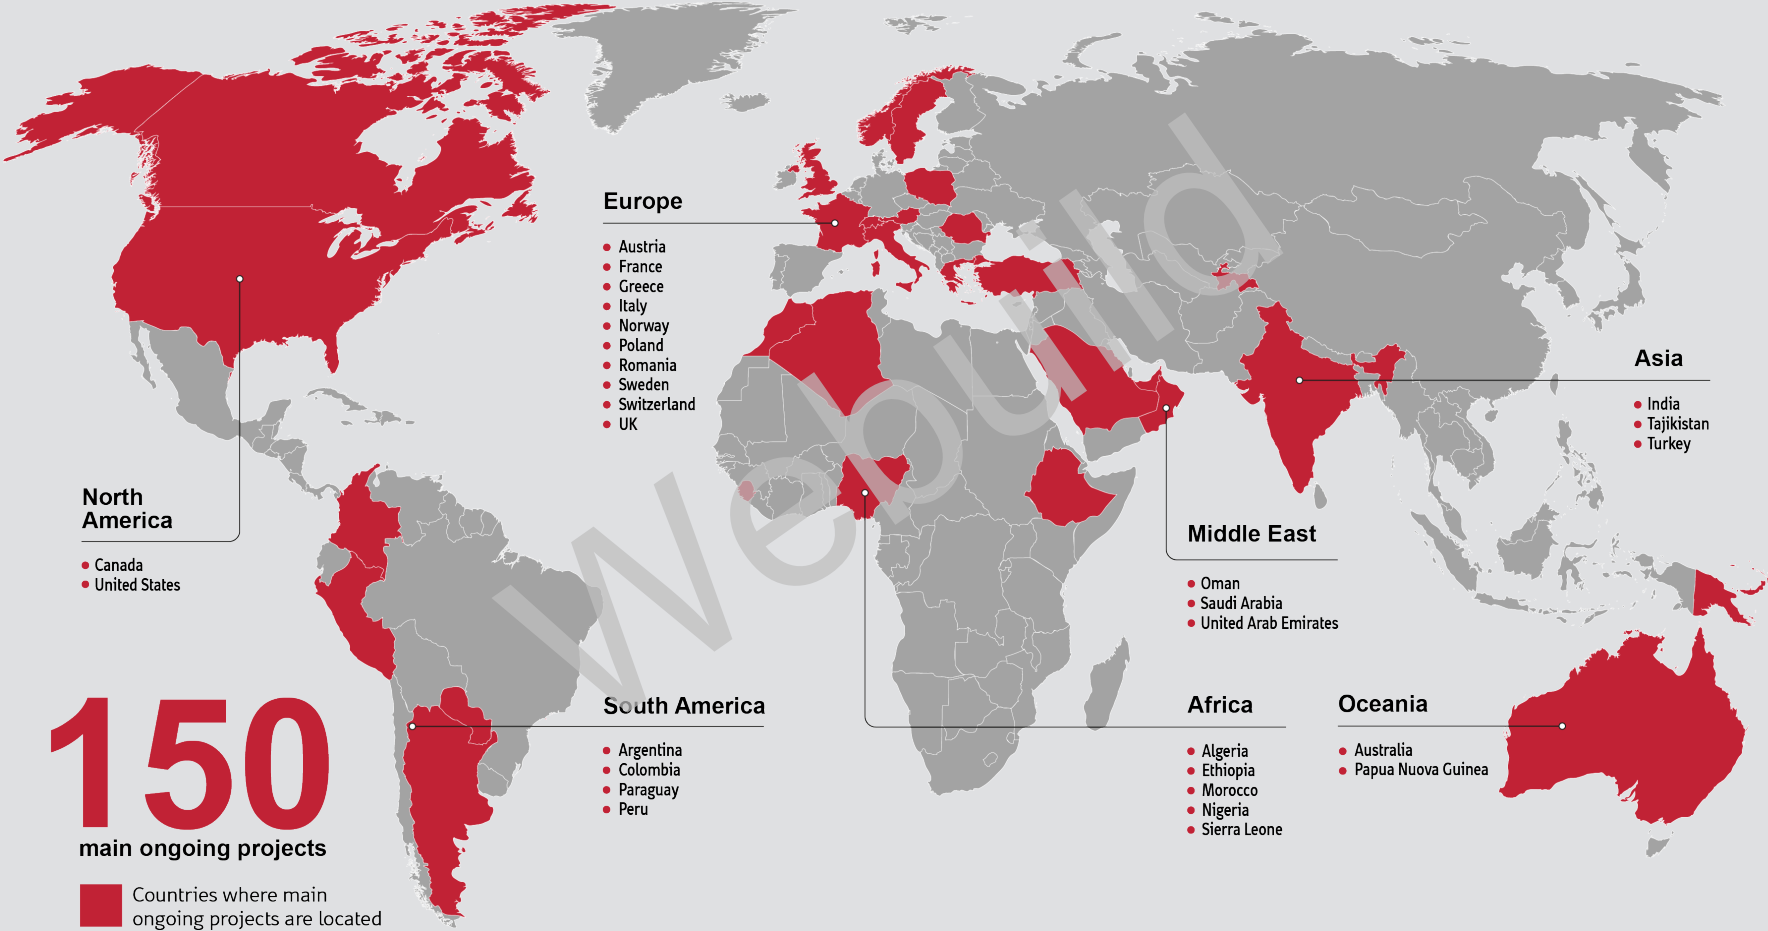 Europe
Austria
France
Greece
Italy
Norway
Poland
Romania
Sweden
Switzerland
UK
Asia
India
Tajikistan
Turkey
North
America
Canada
United States
Middle East
Oman
Saudi Arabia
United Arab Emirates
South America
Argentina
Colombia
Paraguay
Peru
Africa
Algeria
Ethiopia
Morocco
Nigeria
Sierra Leone
Oceania
Australia
Papua Nuova Guinea
150
main ongoing projects
Countries where main
ongoing projects are located
Webuild